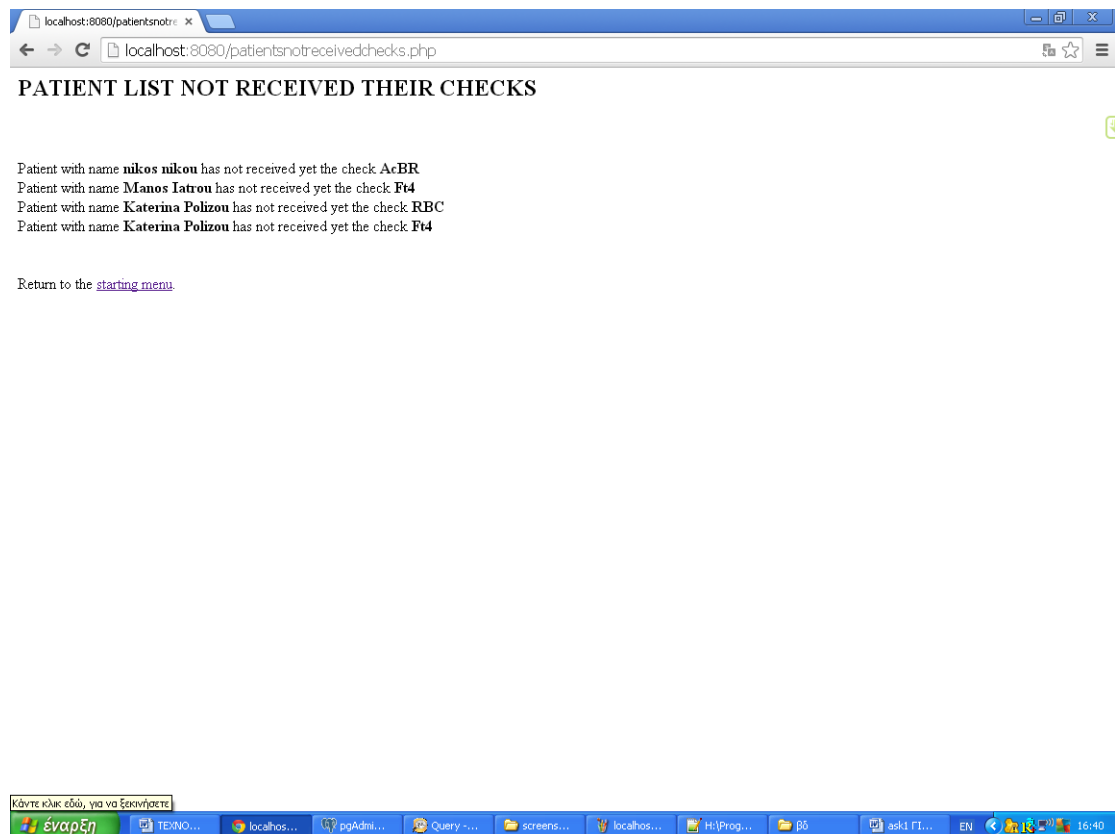 localhost:8080/patientsnotre
localhost:8080/patientsnotreceivedchecks.php
PATIENT LIST NOT RECEIVED THEIR CHECKS
Patient with name nikos nikou has not received yet the check AcBR
Patient with name Manos Iatrou has not received yet the check Ft4
Patient with name Katerina Polizou has not received yet the check RBC
Patient with name Katerina Polizou has not received yet the check Ft4
Return to the starting menu.
Κάντε κλικ εδώ, για να ξεκινήσετε
έναρξη ΤΕΧΝΟ... localhos... pgAdmi... Query -... screens... localhos... H:\Prog... βδ ask1 ΓΙ... EN 16:40